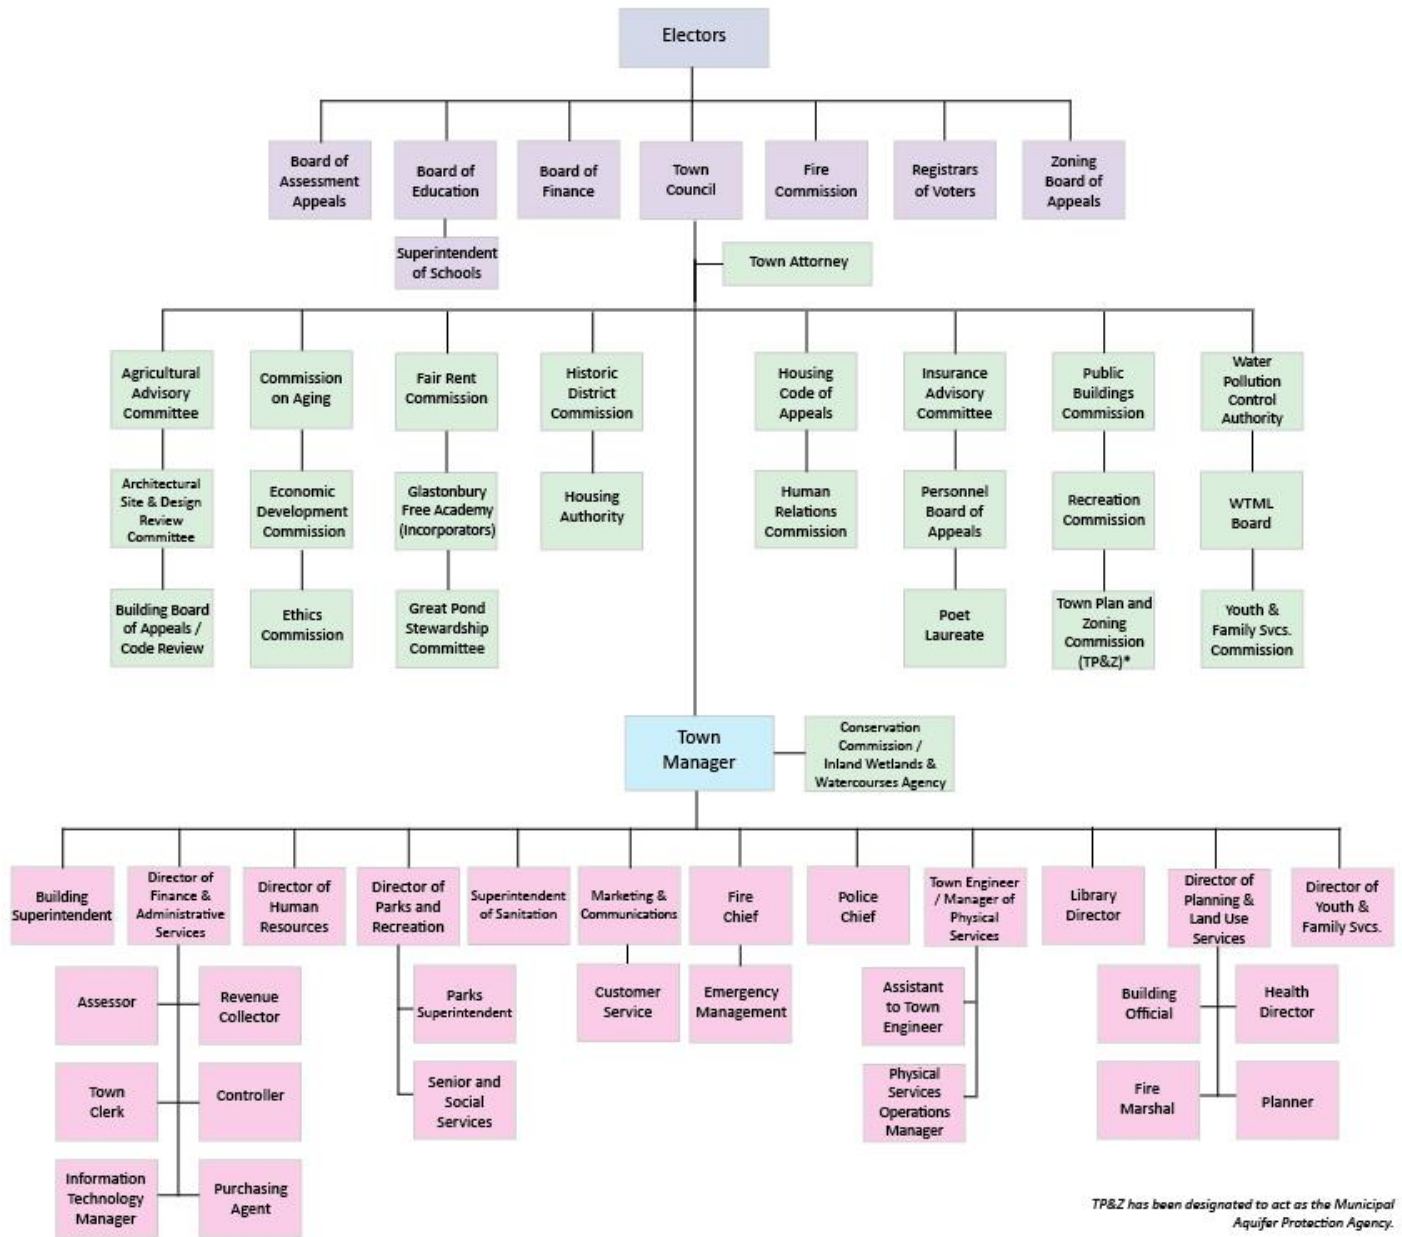 Electors
Board of
Assessment
Appeals
Board of
Education
Board of
Finance
Town
Council
Fire
Commission
Registrars
of Voters
Zoning
Board of
Appeals
Superintendent
of Schools
Town Attorney
Agricultural
Advisory
Committee
Commission
on Aging
Fair Rent
Commission
Historic
District
Commission
Housing
Code of
Appeals
Insurance
Advisory
Committee
Public
Buildings
Commission
Water
Pollution
Control
Authority
Architectural
Site & Design
Review
Committee
Economic
Development
Commission
Glastonbury
Free Academy
(Incorporators)
Housing
Authority
Human
Relations
Commission
Personnel
Board of
Appeals
Recreation
Commission
WTML
Board
Building Board
of Appeals /
Code Review
Ethics
Commission
Great Pond
Stewardship
Committee
Poet
Laureate
Town Plan and
Zoning
Commission
(TP&Z)*
Youth &
Family Svcs.
Commission
Town
Manager
Conservation
Commission /
Inland Wetlands &
Watercourses Agency
Building
Superintendent
Director of
Finance &
Administrative
Services
Director of
Human
Resources
Director of
Parks and
Recreation
Superintendent
of Sanitation
Marketing &
Communications
Fire
Chief
Police
Chief
Town Engineer
/ Manager of
Physical
Services
Library
Director
Director of
Planning &
Land Use
Services
Director of
Youth &
Family Svcs.
Assessor
Revenue
Collector
Parks
Superintendent
Customer
Service
Emergency
Management
Assistant
to Town
Engineer
Building
Official
Health
Director
Town
Clerk
Controller
Senior and
Social
Services
Physical
Services
Operations
Manager
Fire
Marshal
Planner
Information
Technology
Manager
Purchasing
Agent
TP&Z has been designated to act as the Municipal
Aquifer Protection Agency.